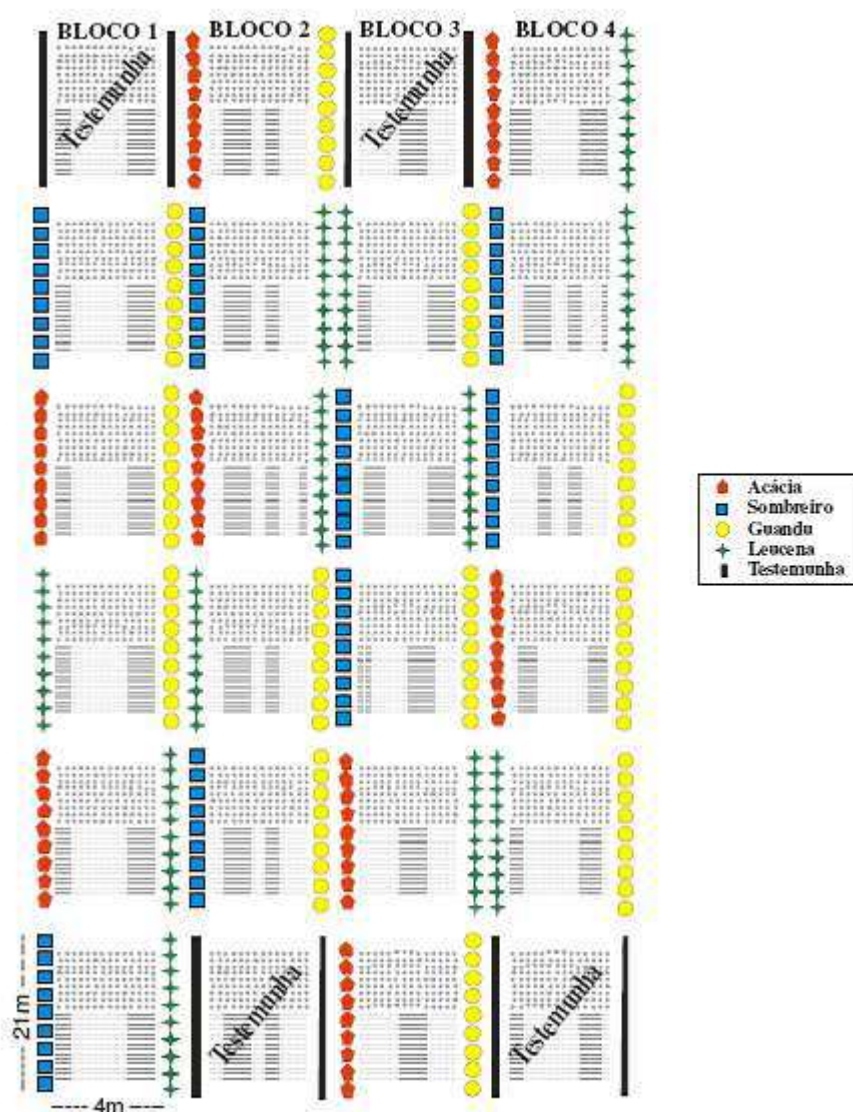 BLOCO 1 BLOCO 2 BLOCO 3 BLOCO 4
Testemunha Testemunha
Acácia
Sombreiro
Guandu
Leucena
Testemunha
Testemunha Testemunha
21m
4m